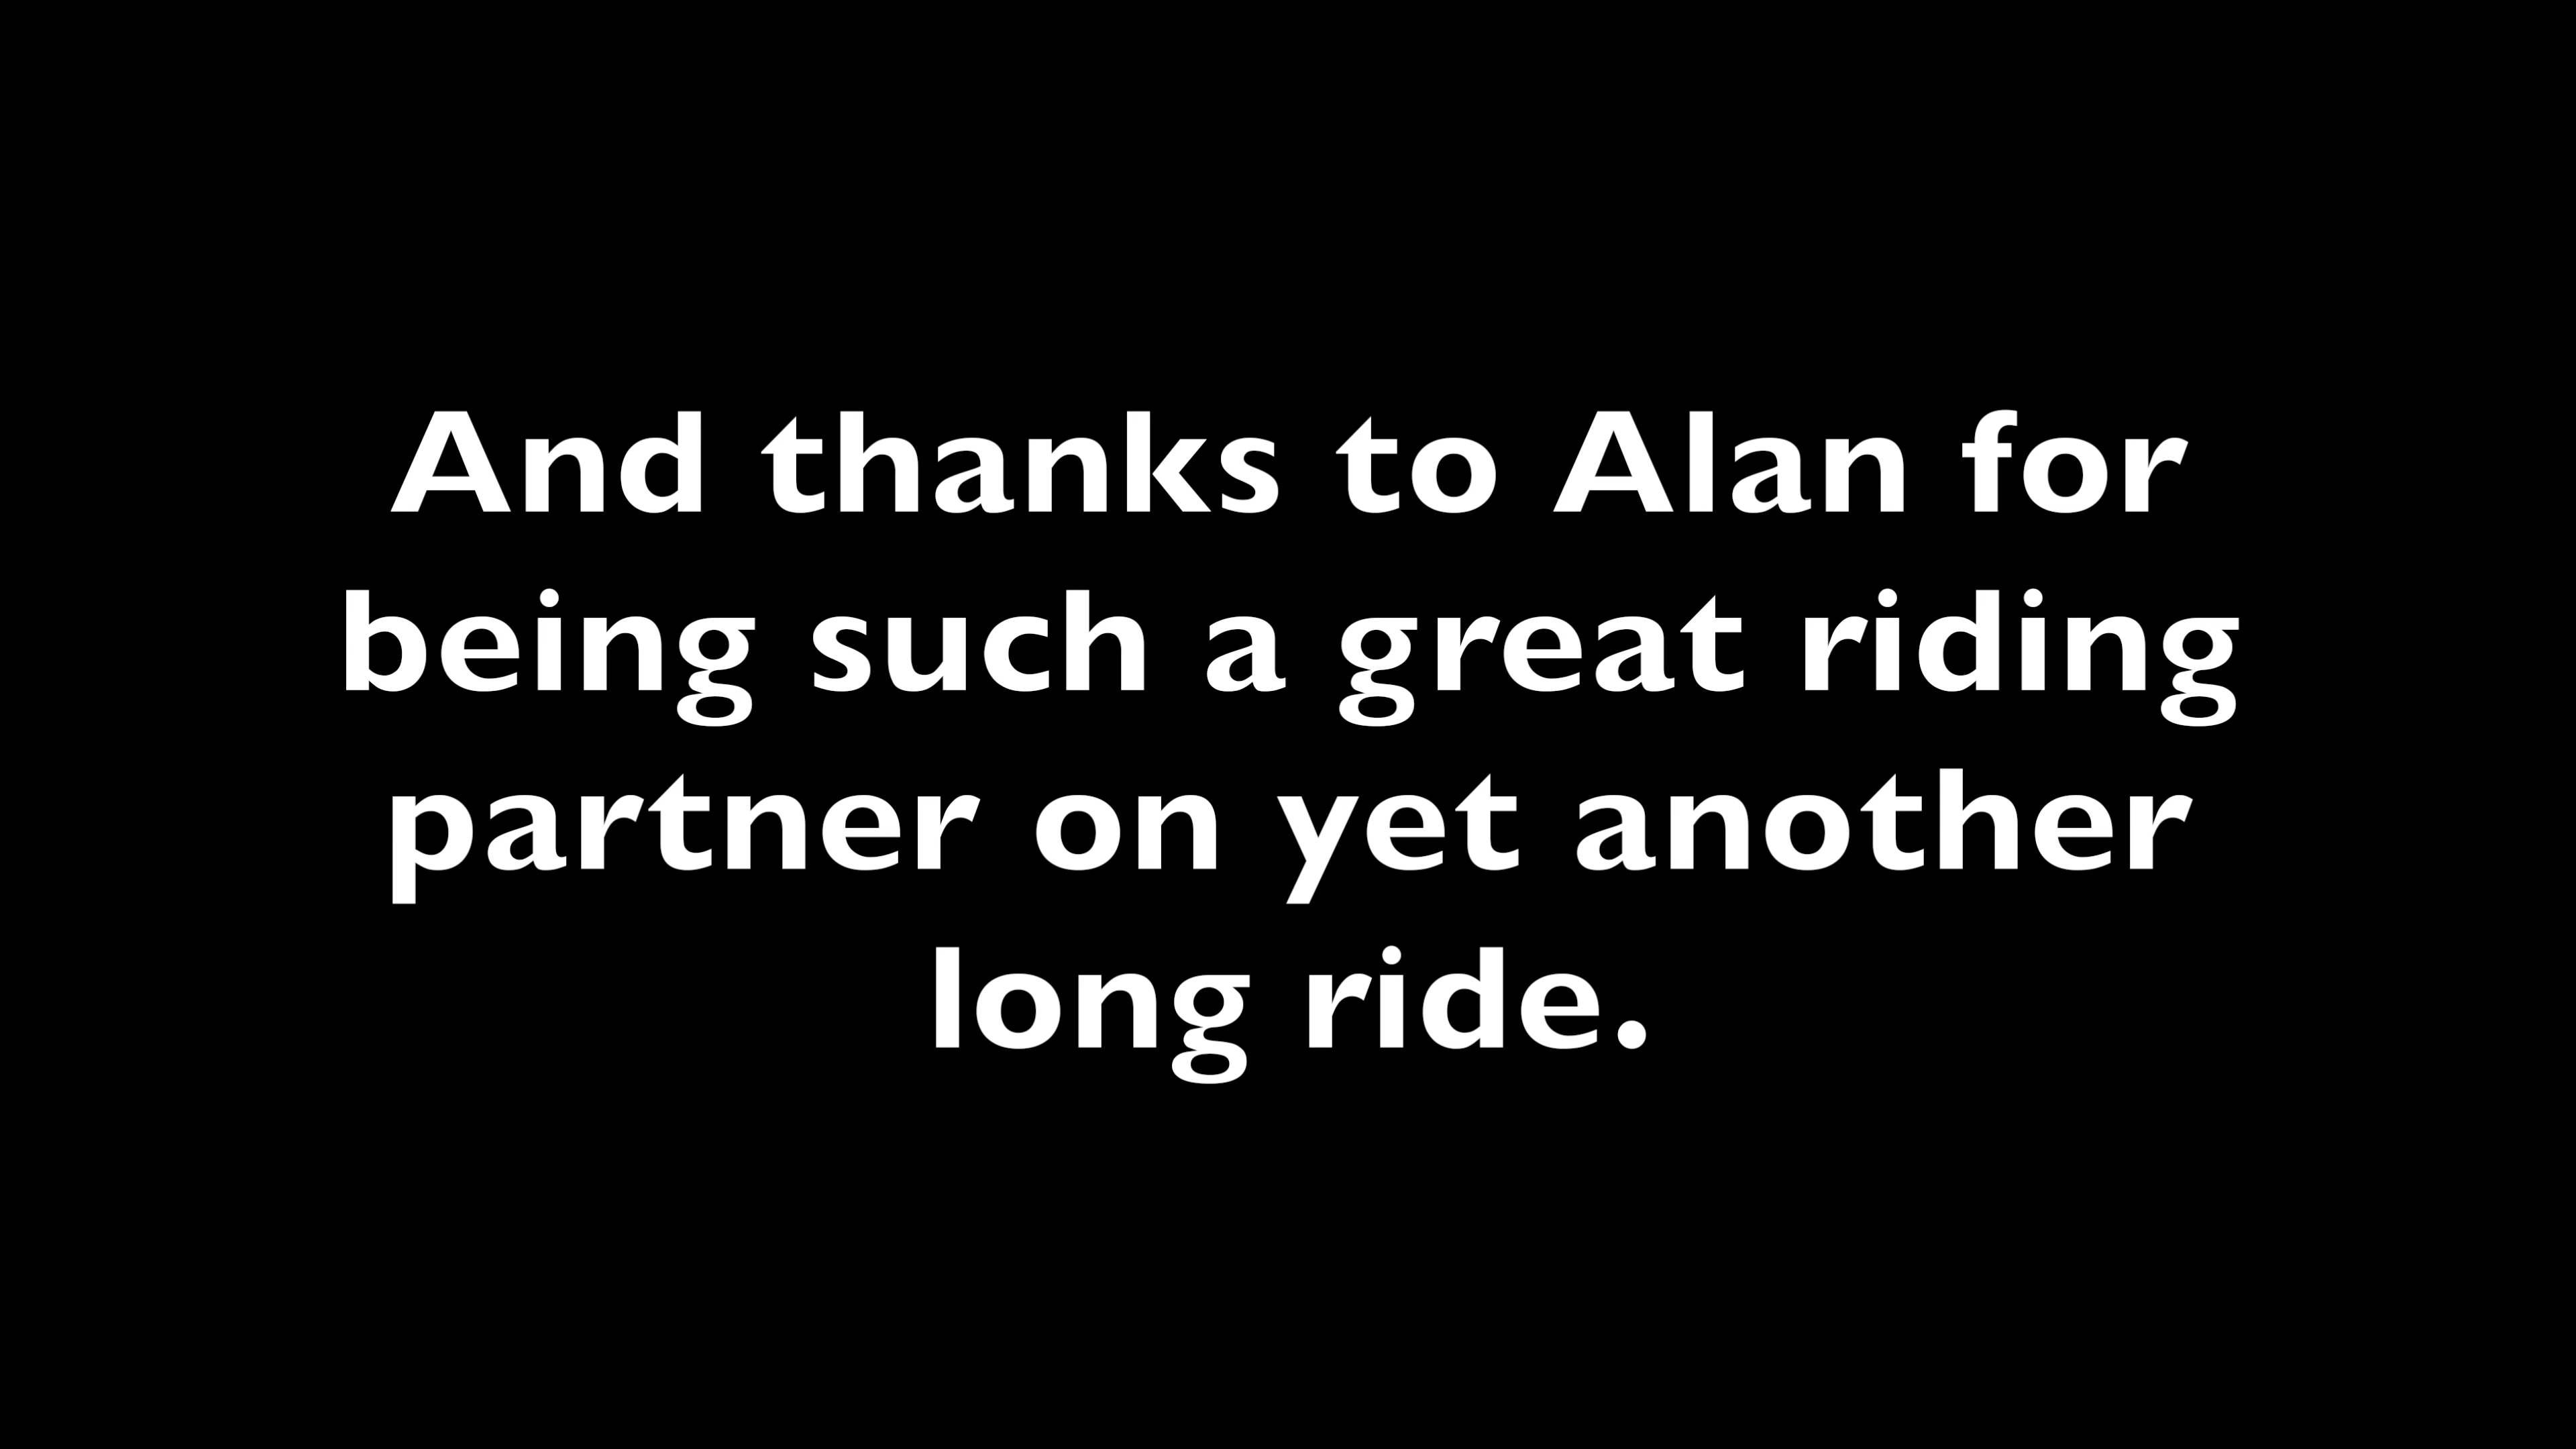 And thanks to Alan for
being such a great riding
partner on yet another
long ride.